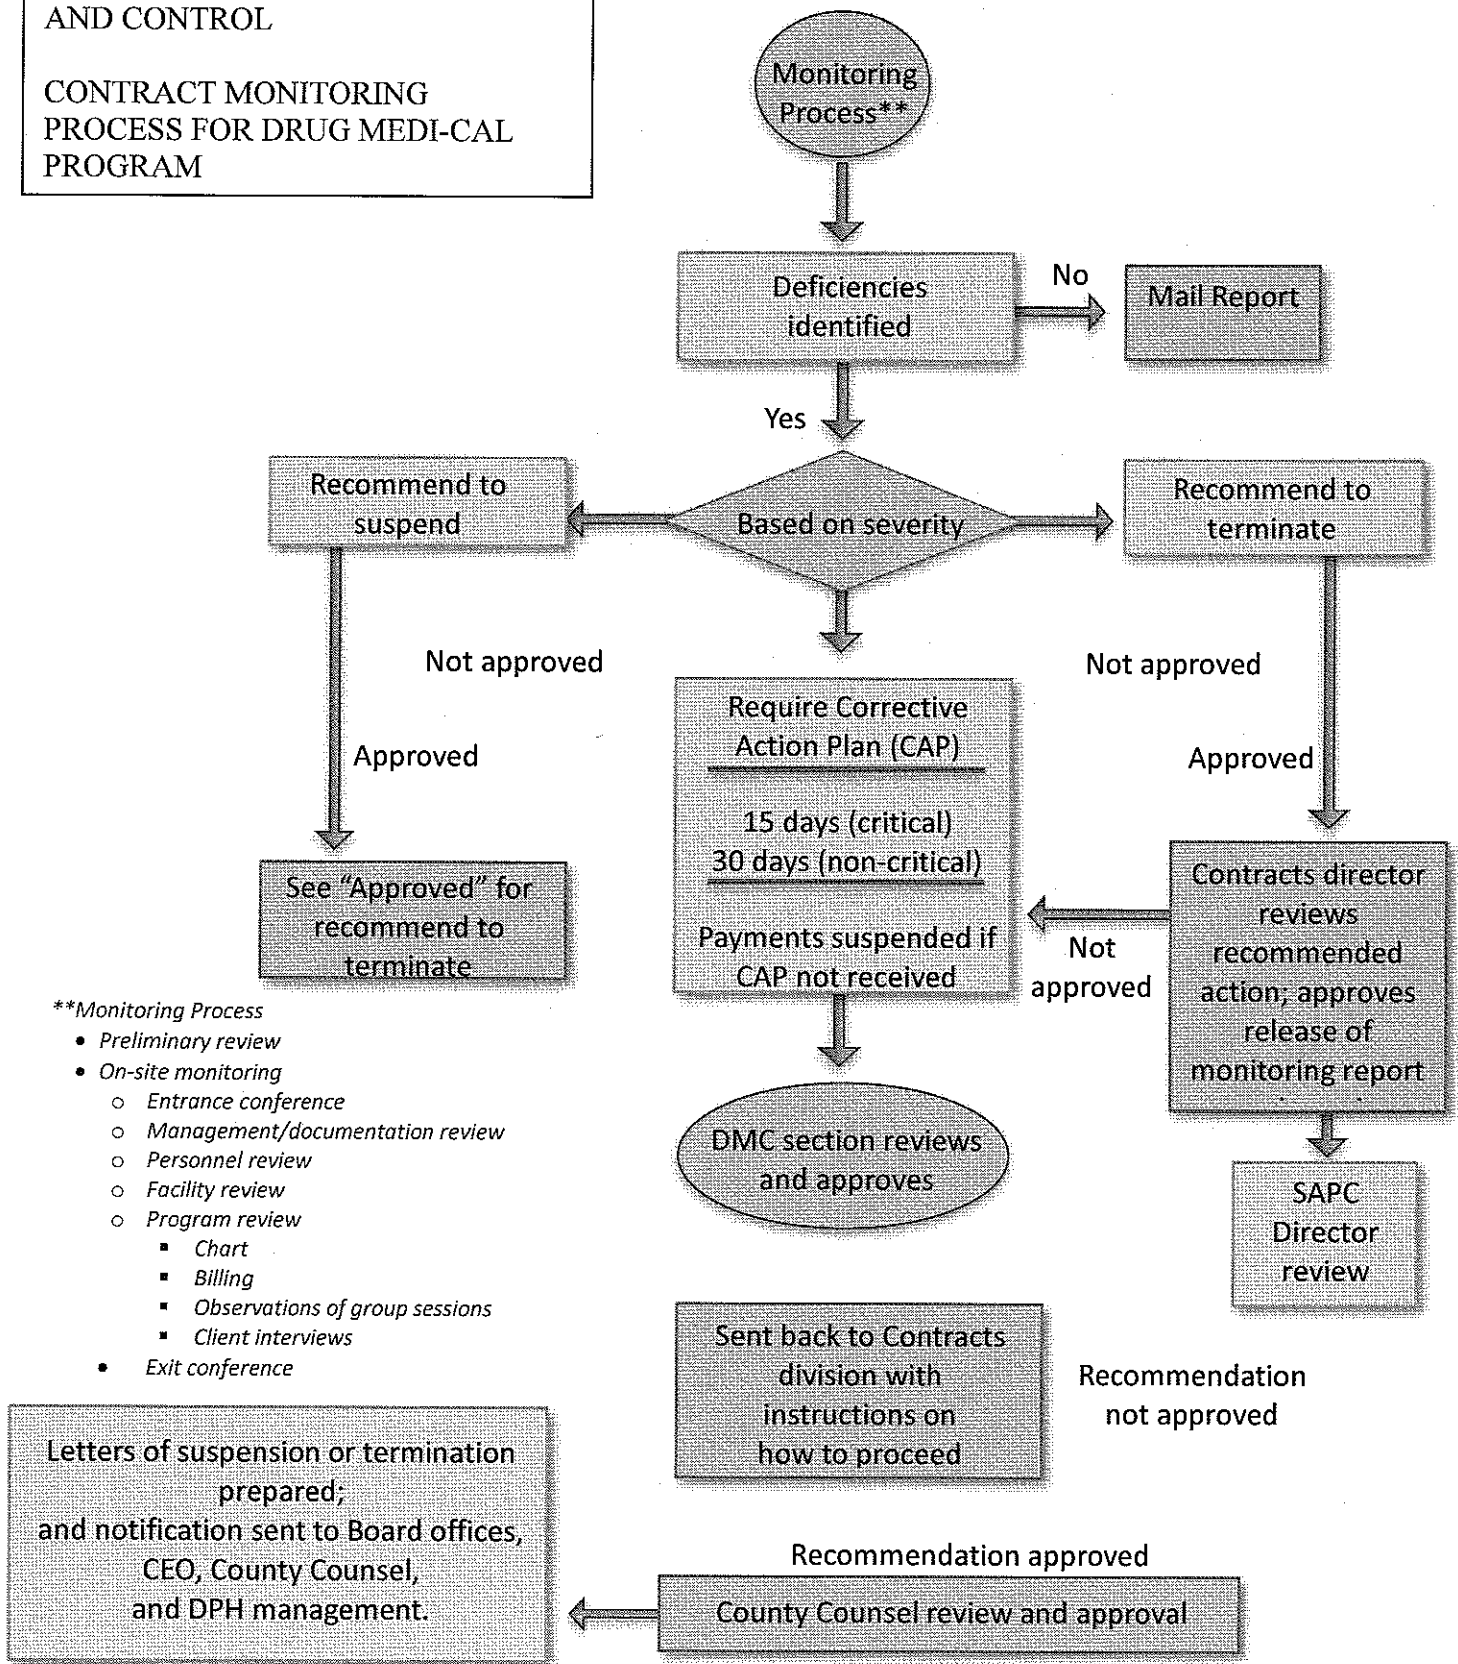 AND CONTROL
CONTRACT MONITORING
PROCESS FOR DRUG MEDI-CAL
PROGRAM
Monitoring
Process**
Deficiencies
identified
No
Mail Report
Yes
Recommend to
suspend
Based on severity
Recommend to
terminate
Not approved
Not approved
Approved
Approved
Require Corrective
Action Plan (CAP)
15 days (critical)
30 days (non-critical)
Payments suspended if
CAP not received
See "Approved" for
recommend to
terminate
Not
approved
Contracts director
reviews
recommended
action; approves
release of
monitoring report
**Monitoring Process
• Preliminary review
• On-site monitoring
o Entrance conference
o Management/documentation review
o Personnel review
o Facility review
o Program review
▪ Chart
▪ Billing
▪ Observations of group sessions
▪ Client interviews
• Exit conference
DMC section reviews
and approves
SAPC
Director
review
Sent back to Contracts
division with
instructions on
how to proceed
Recommendation
not approved
Letters of suspension or termination
prepared;
and notification sent to Board offices,
CEO, County Counsel,
and DPH management.
Recommendation approved
County Counsel review and approval